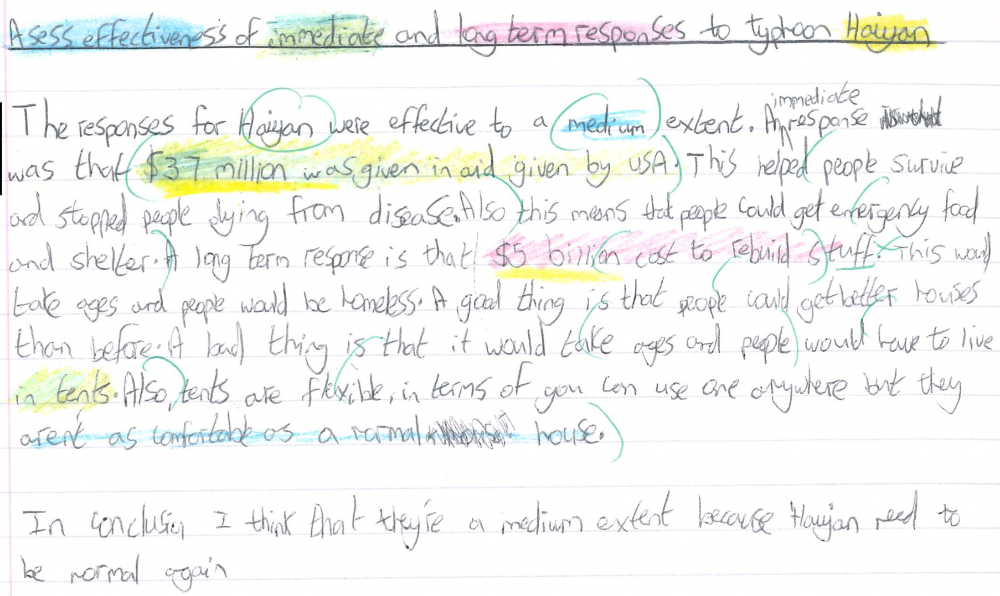 Asess effectiveness of immediate and long term responses to typhoon Haiyan
The responses for Haiyan were effective to a medium extent. An immediate response
was that $37 million was given in aid given by USA. This helped people survive
and stopped people dying from disease. Also this means that people could get emergency food
and shelter. A long term response is that $5 billion cost to rebuild stuff. This would
take ages and people would be homeless. A good thing is that people could get better houses
than before. A bad thing is that it would take ages and people would have to live
in tents. Also, tents are flexible, in terms of you can use one anywhere but they
arent as comfortable as a normal house.
In conclusion I think that they're a medium extent because Haiyan need to
be normal again